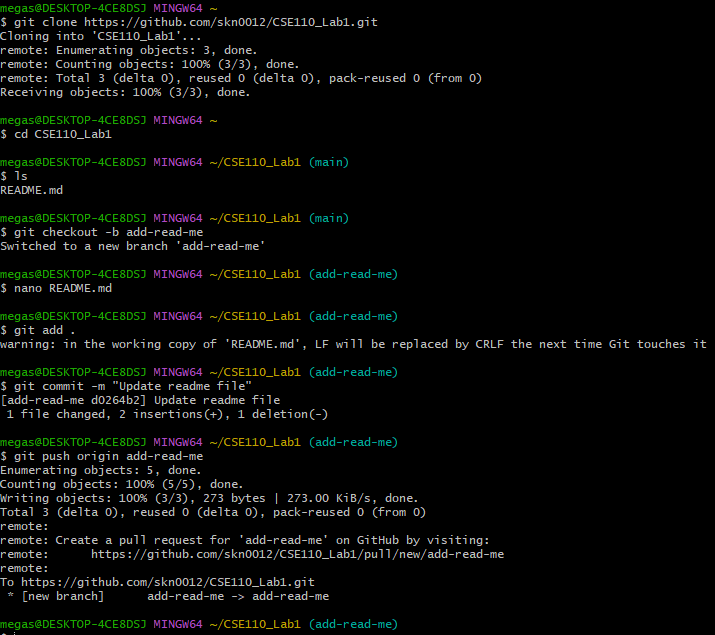 megas@DESKTOP-4CE8DSJ MINGW64 ~
$ git clone https://github.com/skn0012/CSE110_Lab1.git
Cloning into 'CSE110_Lab1'...
remote: Enumerating objects: 3, done.
remote: Counting objects: 100% (3/3), done.
remote: Total 3 (delta 0), reused 0 (delta 0), pack-reused 0 (from 0)
Receiving objects: 100% (3/3), done.
megas@DESKTOP-4CE8DSJ MINGW64 ~
$ cd CSE110_Lab1
megas@DESKTOP-4CE8DSJ MINGW64 ~/CSE110_Lab1 (main)
$ ls
README.md
megas@DESKTOP-4CE8DSJ MINGW64 ~/CSE110_Lab1 (main)
$ git checkout -b add-read-me
Switched to a new branch 'add-read-me'
megas@DESKTOP-4CE8DSJ MINGW64 ~/CSE110_Lab1 (add-read-me)
$ nano README.md
megas@DESKTOP-4CE8DSJ MINGW64 ~/CSE110_Lab1 (add-read-me)
$ git add .
warning: in the working copy of 'README.md', LF will be replaced by CRLF the next time Git touches it
megas@DESKTOP-4CE8DSJ MINGW64 ~/CSE110_Lab1 (add-read-me)
$ git commit -m "Update readme file"
[add-read-me d0264b2] Update readme file
 1 file changed, 2 insertions(+), 1 deletion(-)
megas@DESKTOP-4CE8DSJ MINGW64 ~/CSE110_Lab1 (add-read-me)
$ git push origin add-read-me
Enumerating objects: 5, done.
Counting objects: 100% (5/5), done.
Writing objects: 100% (3/3), 273 bytes | 273.00 KiB/s, done.
Total 3 (delta 0), reused 0 (delta 0), pack-reused 0 (from 0)
remote:
remote: Create a pull request for 'add-read-me' on GitHub by visiting:
remote:      https://github.com/skn0012/CSE110_Lab1/pull/new/add-read-me
remote:
To https://github.com/skn0012/CSE110_Lab1.git
 * [new branch]      add-read-me -> add-read-me
megas@DESKTOP-4CE8DSJ MINGW64 ~/CSE110_Lab1 (add-read-me)